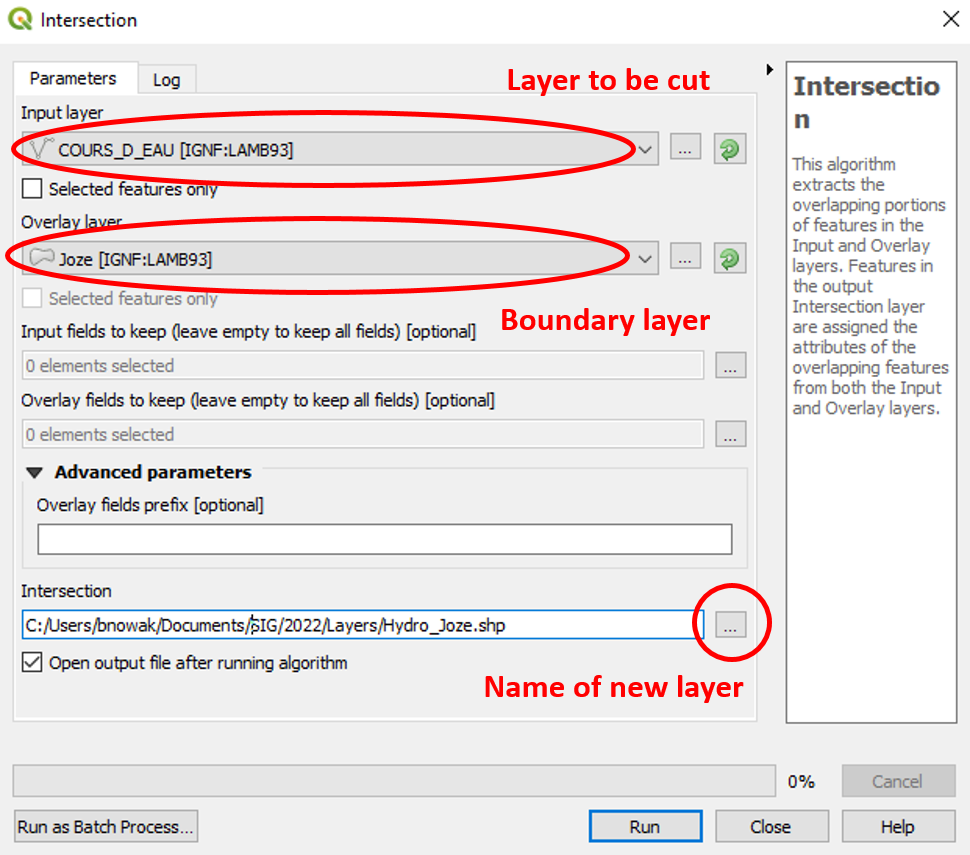 Intersection
Parameters
Log
Layer to be cut
Input layer
COURS_D_EAU [IGNF:LAMB93]
...
Selected features only
Overlay layer
Joze [IGNF:LAMB93]
...
Selected features only
Boundary layer
Input fields to keep (leave empty to keep all fields) [optional]
0 elements selected
...
Overlay fields to keep (leave empty to keep all fields) [optional]
0 elements selected
...
Advanced parameters
Overlay fields prefix [optional]
Intersection
C:/Users/bnowak/Documents/SIG/2022/Layers/Hydro_Joze.shp
...
Open output file after running algorithm
Name of new layer
Intersectio
n
This algorithm
extracts the
overlapping portions
of features in the
Input and Overlay
layers. Features in
the output
Intersection layer
are assigned the
attributes of the
overlapping features
from both the Input
and Overlay layers.
0%
Cancel
Run as Batch Process...
Run
Close
Help